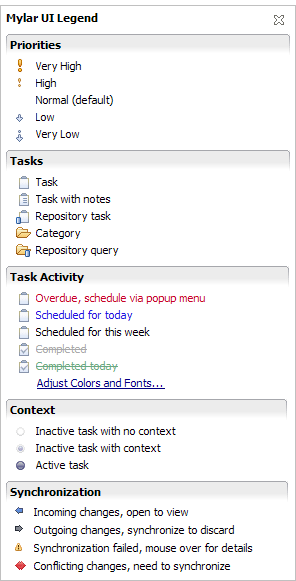 Mylar UI Legend
Priorities
Very High
High
Normal (default)
Low
Very Low
Tasks
Task
Task with notes
Repository task
Category
Repository query
Task Activity
Overdue, schedule via popup menu
Scheduled for today
Scheduled for this week
Completed
Completed today
Adjust Colors and Fonts...
Context
Inactive task with no context
Inactive task with context
Active task
Synchronization
Incoming changes, open to view
Outgoing changes, synchronize to discard
Synchronization failed, mouse over for details
Conflicting changes, need to synchronize